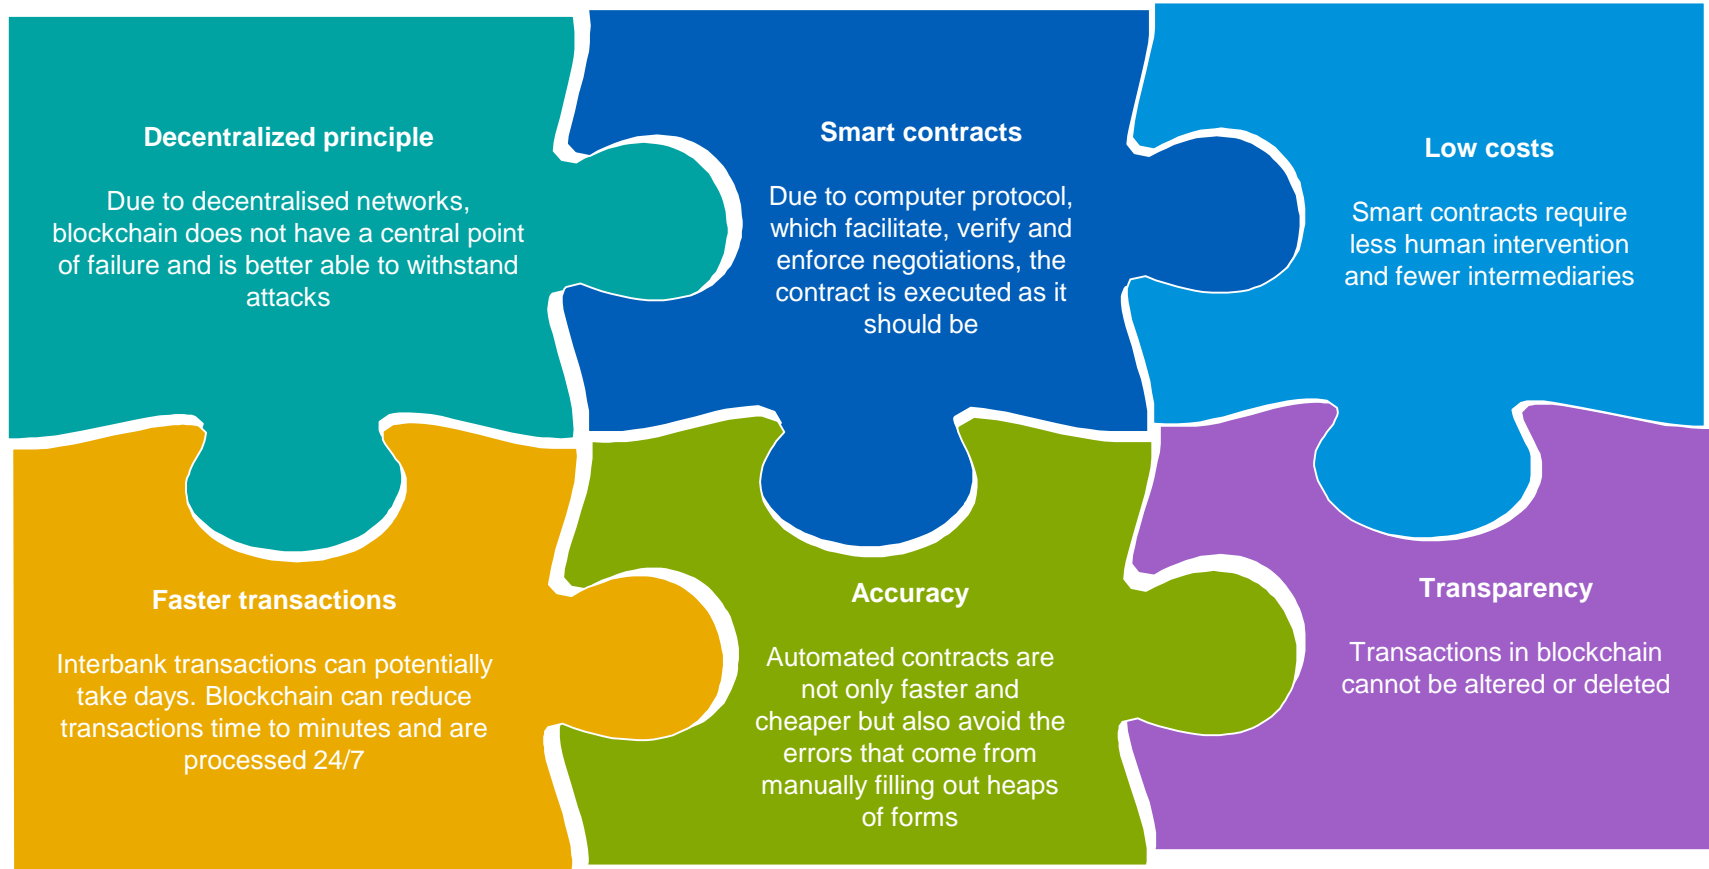 Decentralized principle
Due to decentralised networks,
blockchain does not have a central point
of failure and is better able to withstand
attacks
Smart contracts
Due to computer protocol,
which facilitate, verify and
enforce negotiations, the
contract is executed as it
should be
Low costs
Smart contracts require
less human intervention
and fewer intermediaries
Faster transactions
Interbank transactions can potentially
take days. Blockchain can reduce
transactions time to minutes and are
processed 24/7
Accuracy
Automated contracts are
not only faster and
cheaper but also avoid the
errors that come from
manually filling out heaps
of forms
Transparency
Transactions in blockchain
cannot be altered or deleted